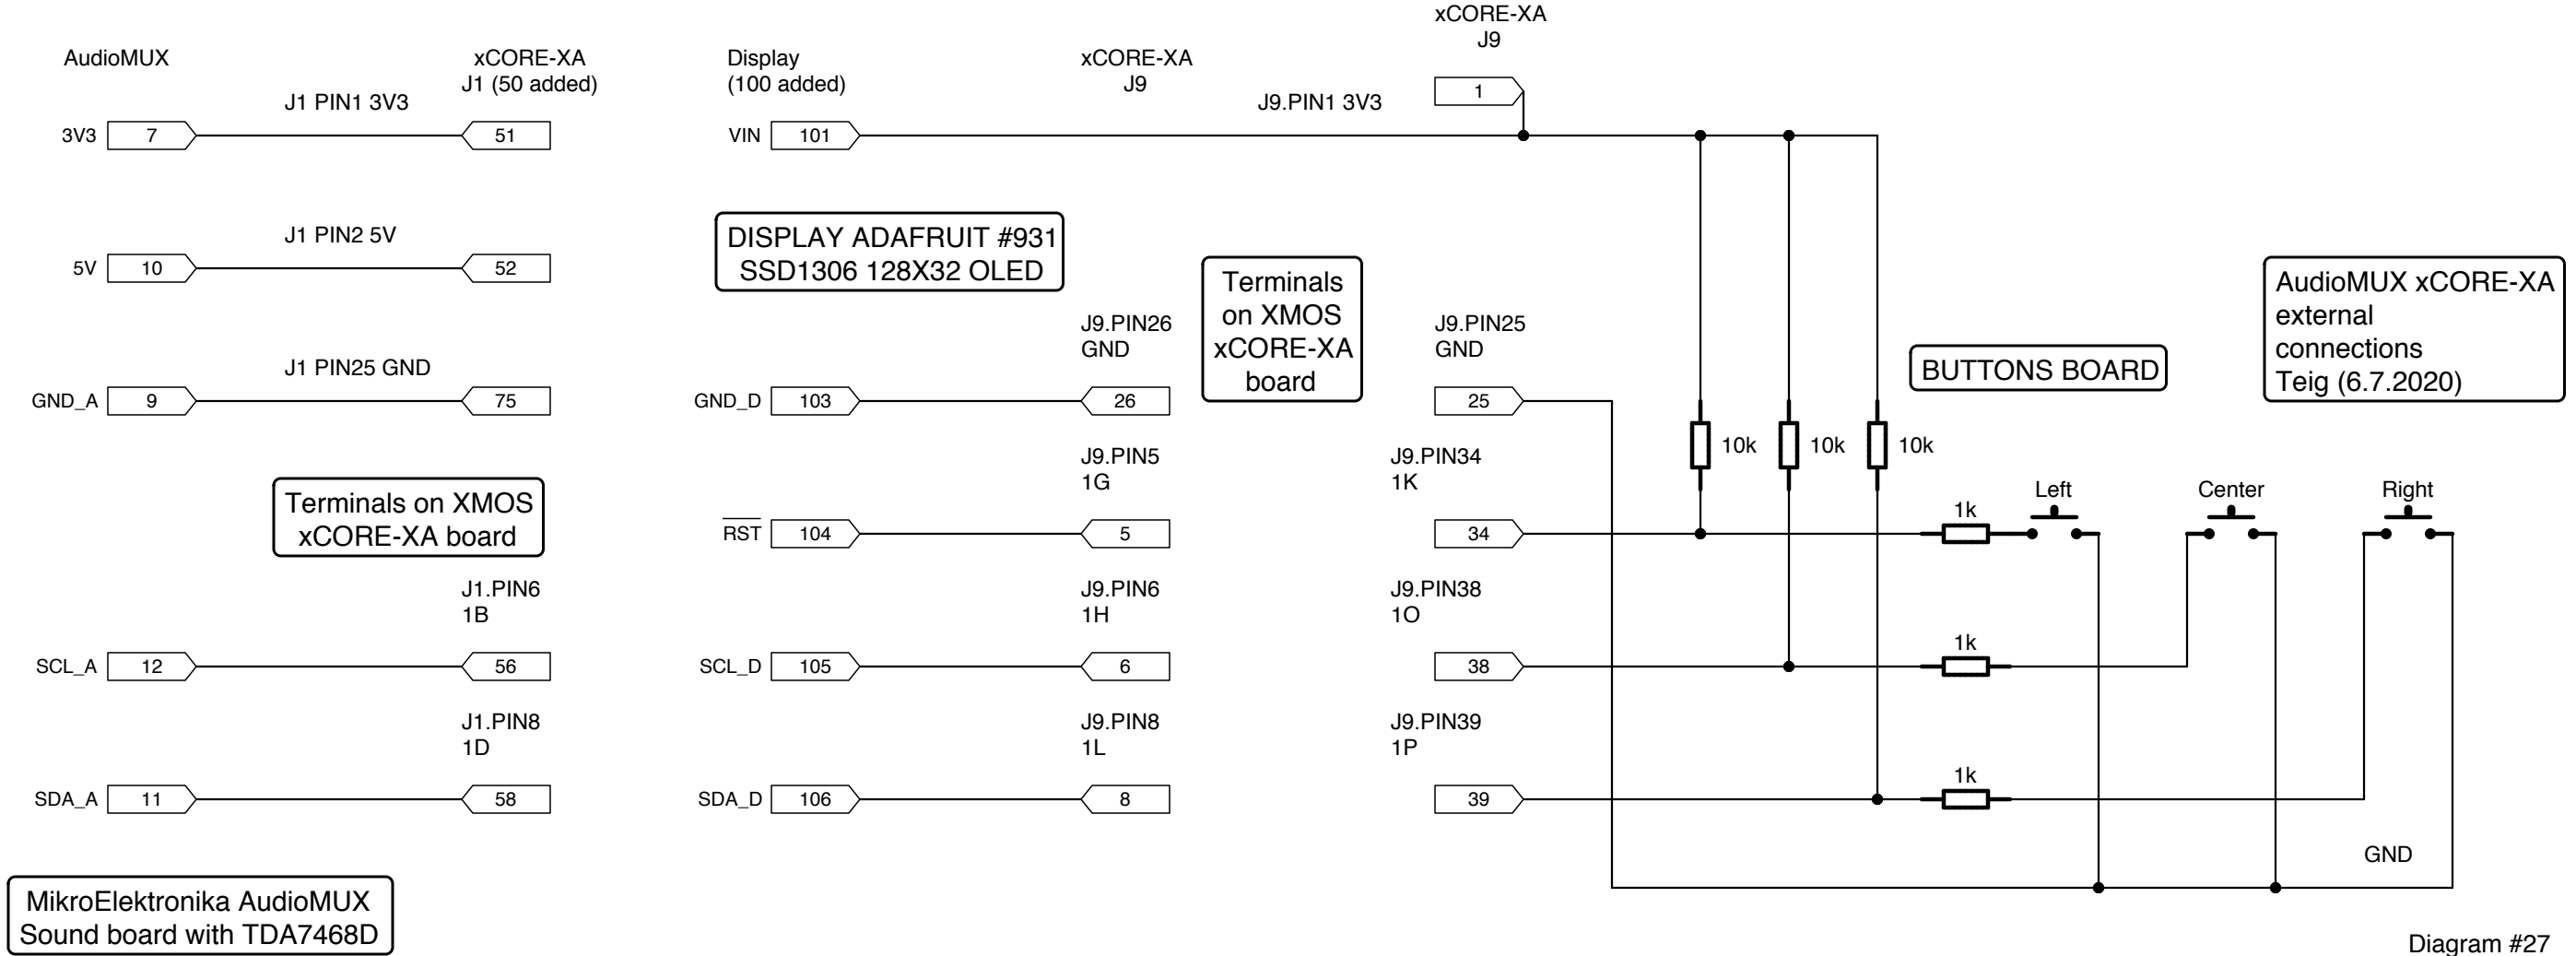 AudioMUX
xCORE-XA
J1 (50 added)
J1 PIN1 3V3
3V3 7 51
J1 PIN2 5V
5V 10 52
J1 PIN25 GND
GND_A 9 75
Terminals on XMOS
xCORE-XA board
J1.PIN6
1B
SCL_A 12 56
J1.PIN8
1D
SDA_A 11 58
MikroElektronika AudioMUX
Sound board with TDA7468D
Display
(100 added)
xCORE-XA
J9
VIN 101
DISPLAY ADAFRUIT #931
SSD1306 128X32 OLED
J9.PIN26
GND
GND_D 103 26
J9.PIN5
1G
RST 104 5
J9.PIN6
1H
SCL_D 105 6
J9.PIN8
1L
SDA_D 106 8
Terminals
on XMOS
xCORE-XA
board
xCORE-XA
J9
1
J9.PIN1 3V3
J9.PIN25
GND
25
J9.PIN34
1K
34
J9.PIN38
1O
38
J9.PIN39
1P
39
10k 10k 10k
1k
1k
1k
BUTTONS BOARD
Left Center Right
GND
AudioMUX xCORE-XA
external
connections
Teig (6.7.2020)
Diagram #27